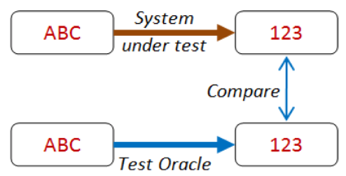 ABC
System
under test
123
Compare
ABC
Test Oracle
123